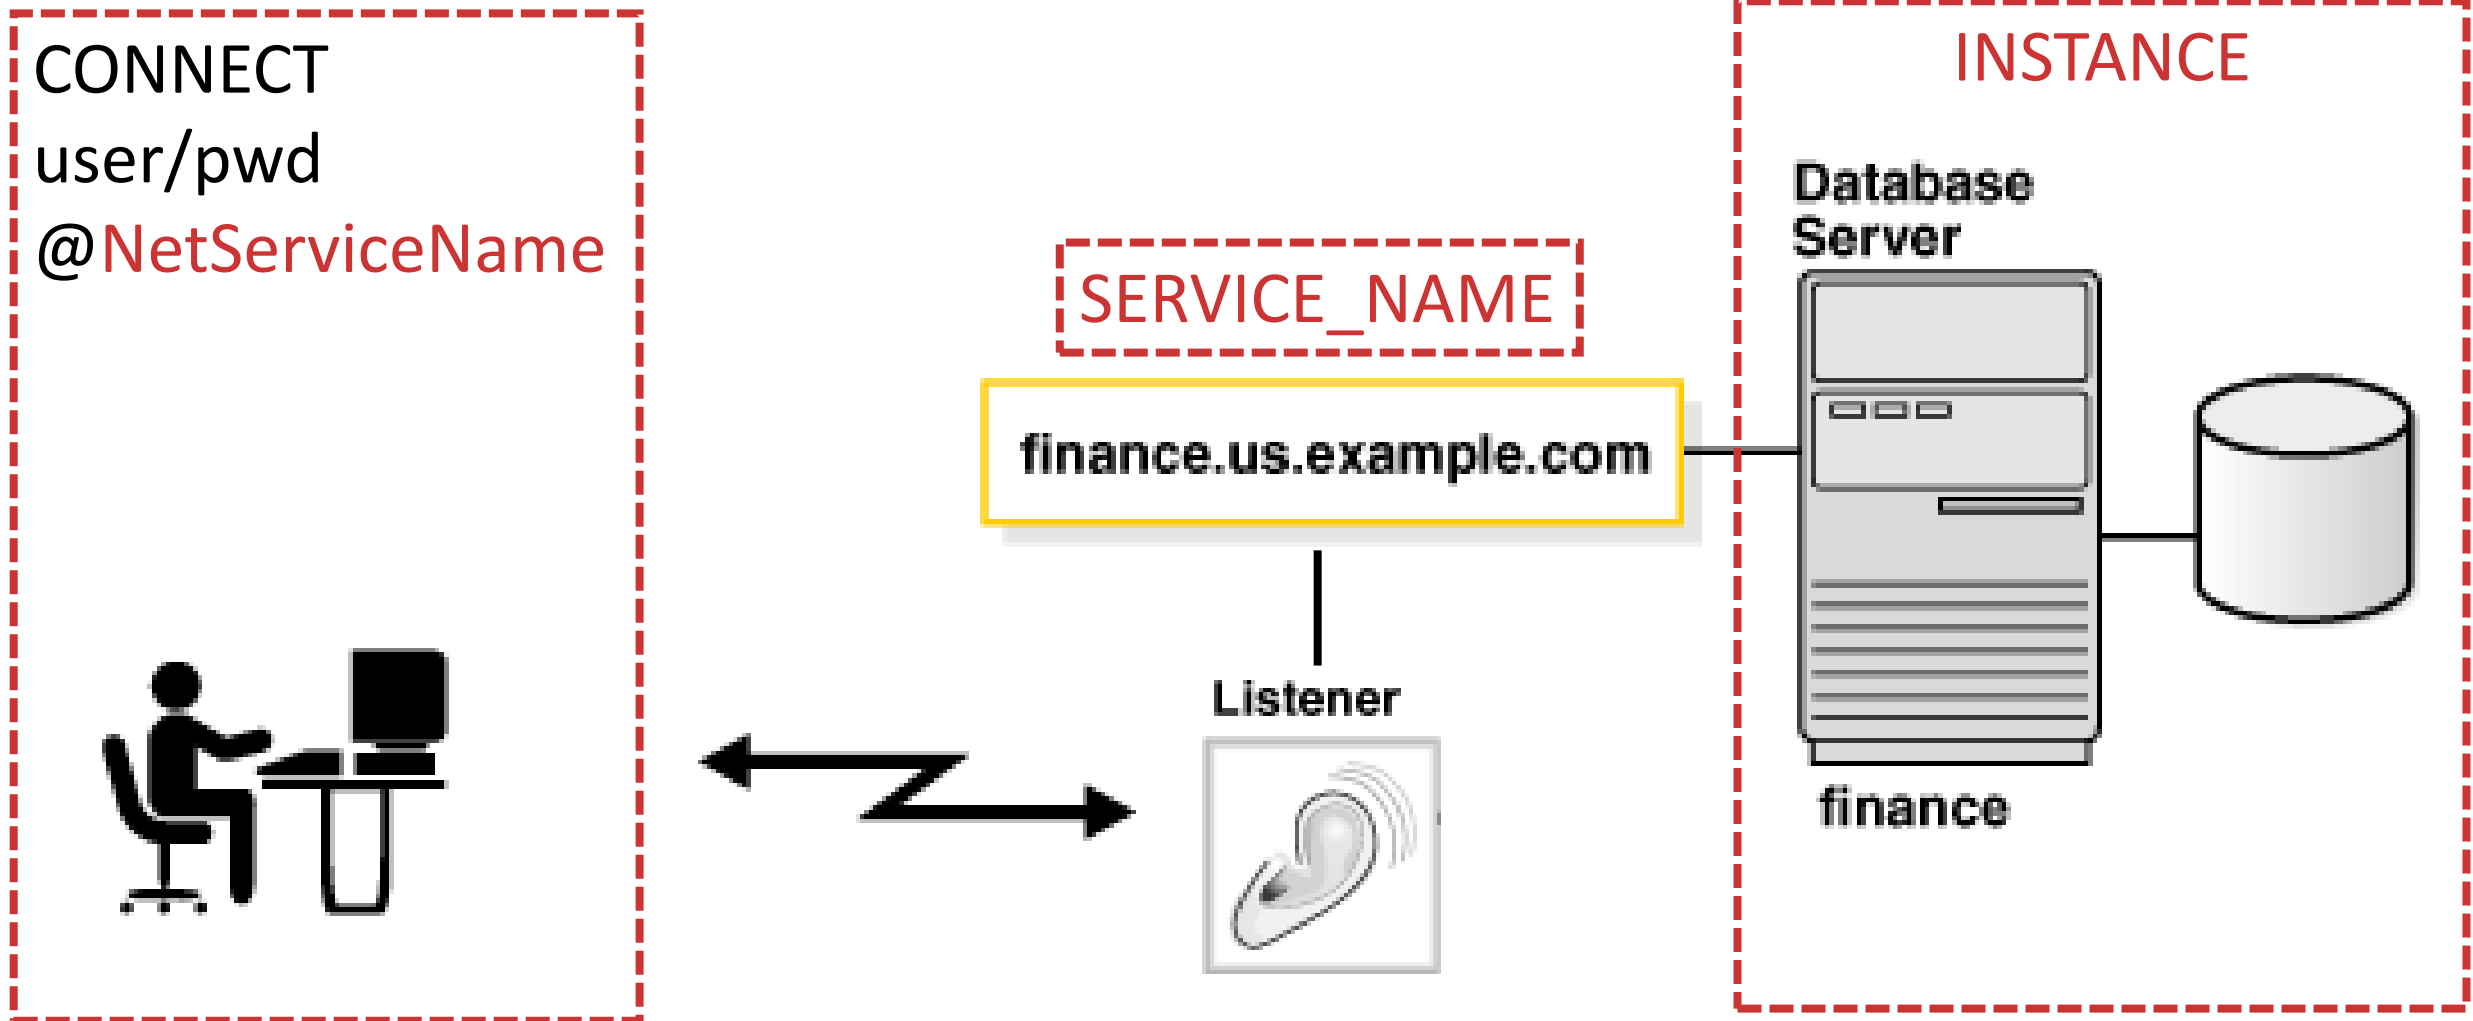 CONNECT
user/pwd
@NetServiceName
SERVICE_NAME
finance.us.example.com
Listener
INSTANCE
Database
Server
finance